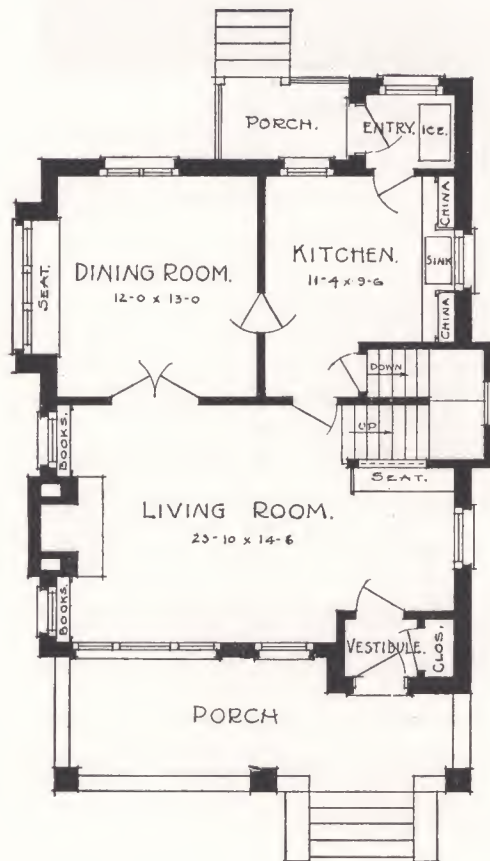 PORCH.
ENTRY.
ICE.
CHINA
DINING ROOM.
12-0 x 13-0
SEAT.
KITCHEN.
11-4 x 9-6
SINK
CHINA
DOWN
UP
BOOKS.
SEAT.
LIVING ROOM.
23-10 x 14-6
BOOKS.
VESTIBULE.
CLOS.
PORCH